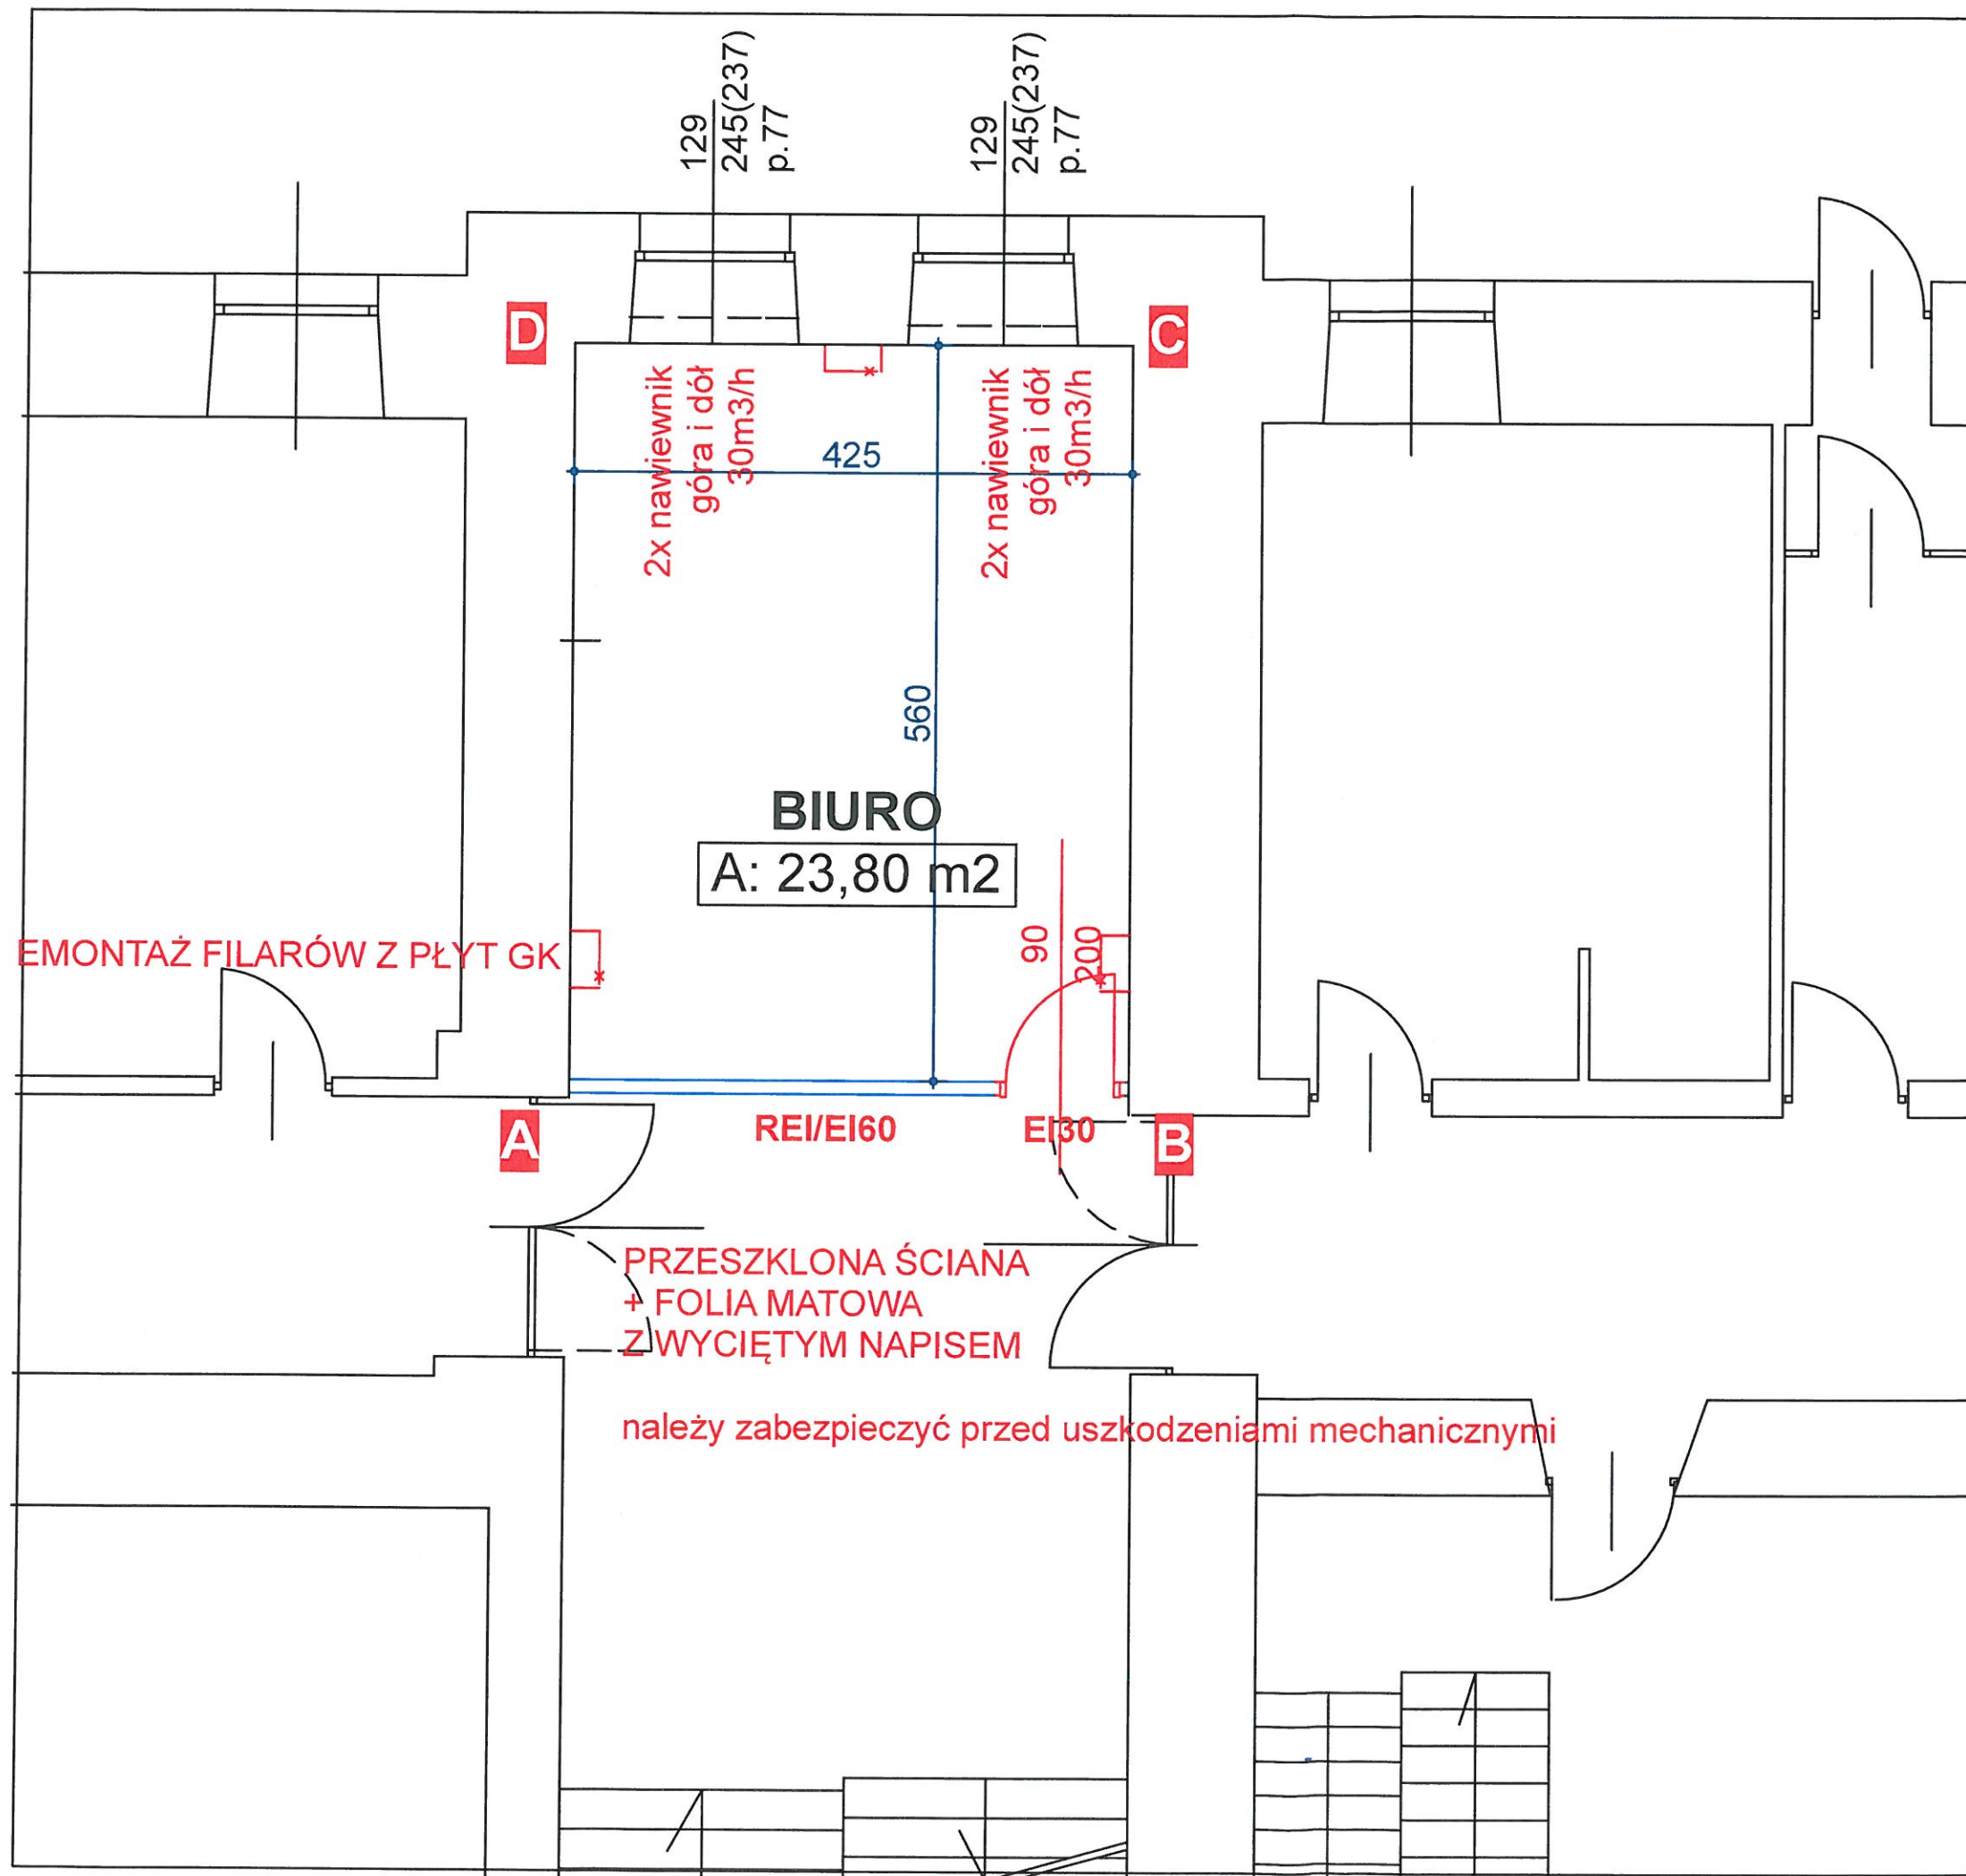 129
245(237)
p.77
129
245(237)
p.77
D
C
2x nawiewnik
góra i dół
30m3/h
2x nawiewnik
góra i dół
30m3/h
425
560
BIURO
A: 23,80 m2
EMONTAŻ FILARÓW Z PŁYT GK
90
200
A
REI/EI60
EI30
B
PRZESZKLONA ŚCIANA
+ FOLIA MATOWA
Z WYCIĘTYM NAPISEM
należy zabezpieczyć przed uszkodzeniami mechanicznymi